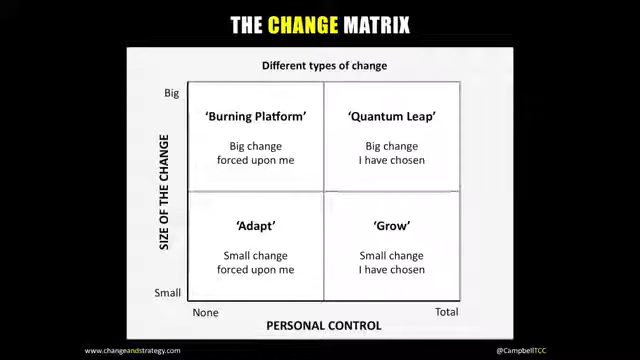 THE CHANGE MATRIX
Different types of change
Big
‘Burning Platform’
Big change
forced upon me
‘Quantum Leap’
Big change
I have chosen
SIZE OF THE CHANGE
‘Adapt’
Small change
forced upon me
‘Grow’
Small change
I have chosen
Small
None
Total
PERSONAL CONTROL
www.changeandstrategy.com
@CampbellTCC